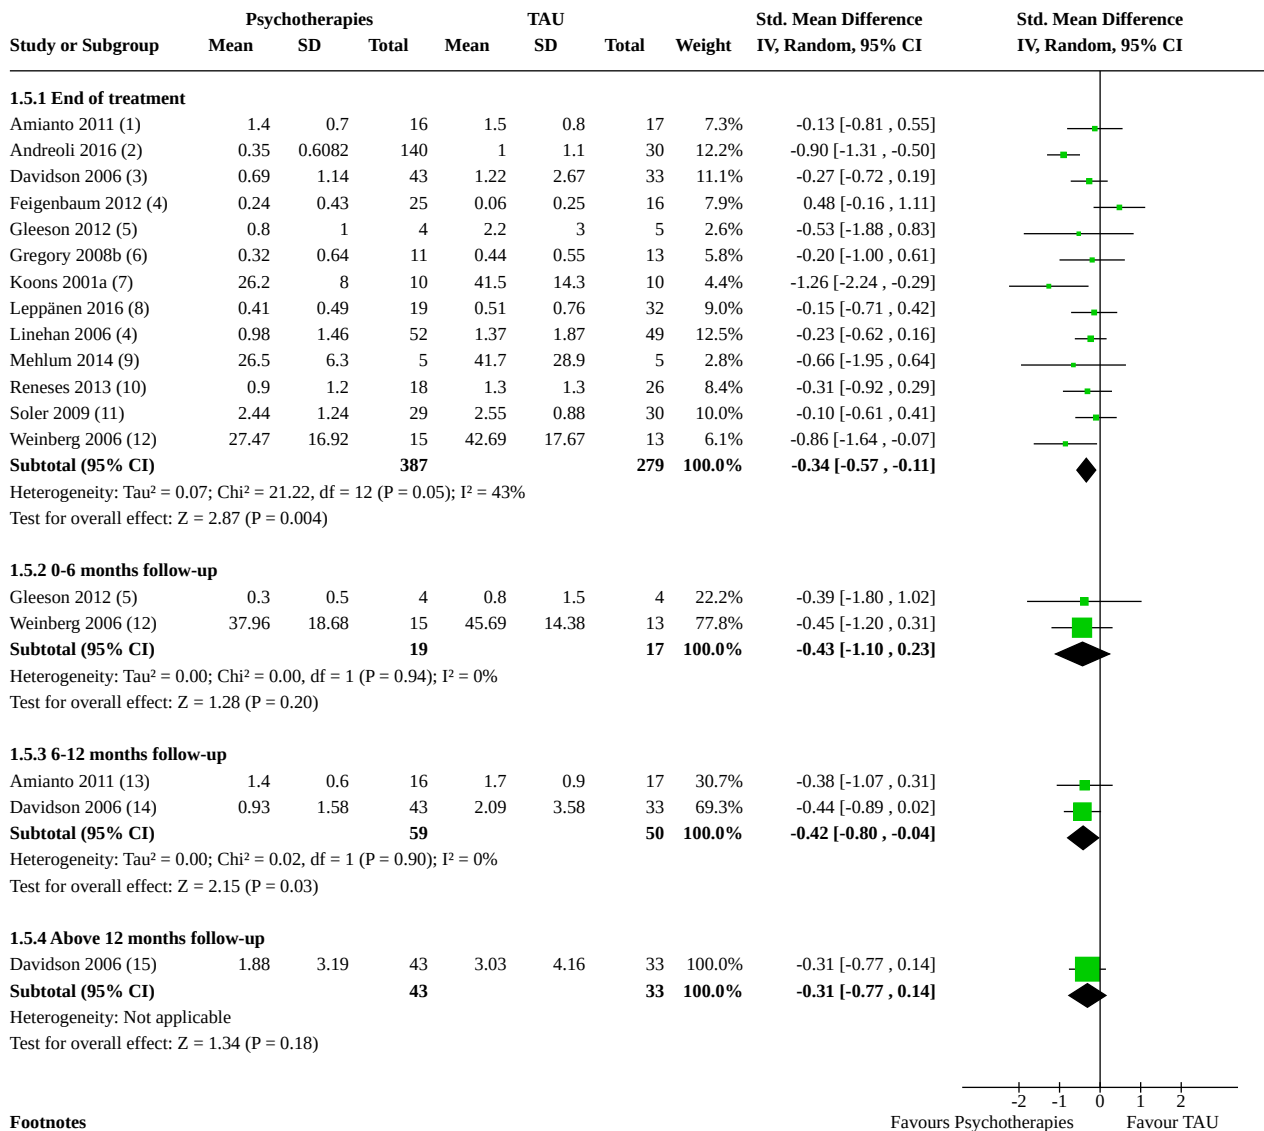 Psychotherapies TAU Std. Mean Difference Std. Mean Difference
Study or Subgroup Mean SD Total Mean SD Total Weight IV, Random, 95% CI IV, Random, 95% CI
1.5.1 End of treatment
Amianto 2011 (1) 1.4 0.7 16 1.5 0.8 17 7.3% -0.13 [-0.81 , 0.55]
Andreoli 2016 (2) 0.35 0.6082 140 1 1.1 30 12.2% -0.90 [-1.31 , -0.50]
Davidson 2006 (3) 0.69 1.14 43 1.22 2.67 33 11.1% -0.27 [-0.72 , 0.19]
Feigenbaum 2012 (4) 0.24 0.43 25 0.06 0.25 16 7.9% 0.48 [-0.16 , 1.11]
Gleeson 2012 (5) 0.8 1 4 2.2 3 5 2.6% -0.53 [-1.88 , 0.83]
Gregory 2008b (6) 0.32 0.64 11 0.44 0.55 13 5.8% -0.20 [-1.00 , 0.61]
Koons 2001a (7) 26.2 8 10 41.5 14.3 10 4.4% -1.26 [-2.24 , -0.29]
Leppänen 2016 (8) 0.41 0.49 19 0.51 0.76 32 9.0% -0.15 [-0.71 , 0.42]
Linehan 2006 (4) 0.98 1.46 52 1.37 1.87 49 12.5% -0.23 [-0.62 , 0.16]
Mehlum 2014 (9) 26.5 6.3 5 41.7 28.9 5 2.8% -0.66 [-1.95 , 0.64]
Reneses 2013 (10) 0.9 1.2 18 1.3 1.3 26 8.4% -0.31 [-0.92 , 0.29]
Soler 2009 (11) 2.44 1.24 29 2.55 0.88 30 10.0% -0.10 [-0.61 , 0.41]
Weinberg 2006 (12) 27.47 16.92 15 42.69 17.67 13 6.1% -0.86 [-1.64 , -0.07]
Subtotal (95% CI) 387 279 100.0% -0.34 [-0.57 , -0.11]
Heterogeneity: Tau² = 0.07; Chi² = 21.22, df = 12 (P = 0.05); I² = 43%
Test for overall effect: Z = 2.87 (P = 0.004)
1.5.2 0-6 months follow-up
Gleeson 2012 (5) 0.3 0.5 4 0.8 1.5 4 22.2% -0.39 [-1.80 , 1.02]
Weinberg 2006 (12) 37.96 18.68 15 45.69 14.38 13 77.8% -0.45 [-1.20 , 0.31]
Subtotal (95% CI) 19 17 100.0% -0.43 [-1.10 , 0.23]
Heterogeneity: Tau² = 0.00; Chi² = 0.00, df = 1 (P = 0.94); I² = 0%
Test for overall effect: Z = 1.28 (P = 0.20)
1.5.3 6-12 months follow-up
Amianto 2011 (13) 1.4 0.6 16 1.7 0.9 17 30.7% -0.38 [-1.07 , 0.31]
Davidson 2006 (14) 0.93 1.58 43 2.09 3.58 33 69.3% -0.44 [-0.89 , 0.02]
Subtotal (95% CI) 59 50 100.0% -0.42 [-0.80 , -0.04]
Heterogeneity: Tau² = 0.00; Chi² = 0.02, df = 1 (P = 0.90); I² = 0%
Test for overall effect: Z = 2.15 (P = 0.03)
1.5.4 Above 12 months follow-up
Davidson 2006 (15) 1.88 3.19 43 3.03 4.16 33 100.0% -0.31 [-0.77 , 0.14]
Subtotal (95% CI) 43 33 100.0% -0.31 [-0.77 , 0.14]
Heterogeneity: Not applicable
Test for overall effect: Z = 1.34 (P = 0.18)
-2 -1 0 1 2
Footnotes Favours Psychotherapies Favour TAU